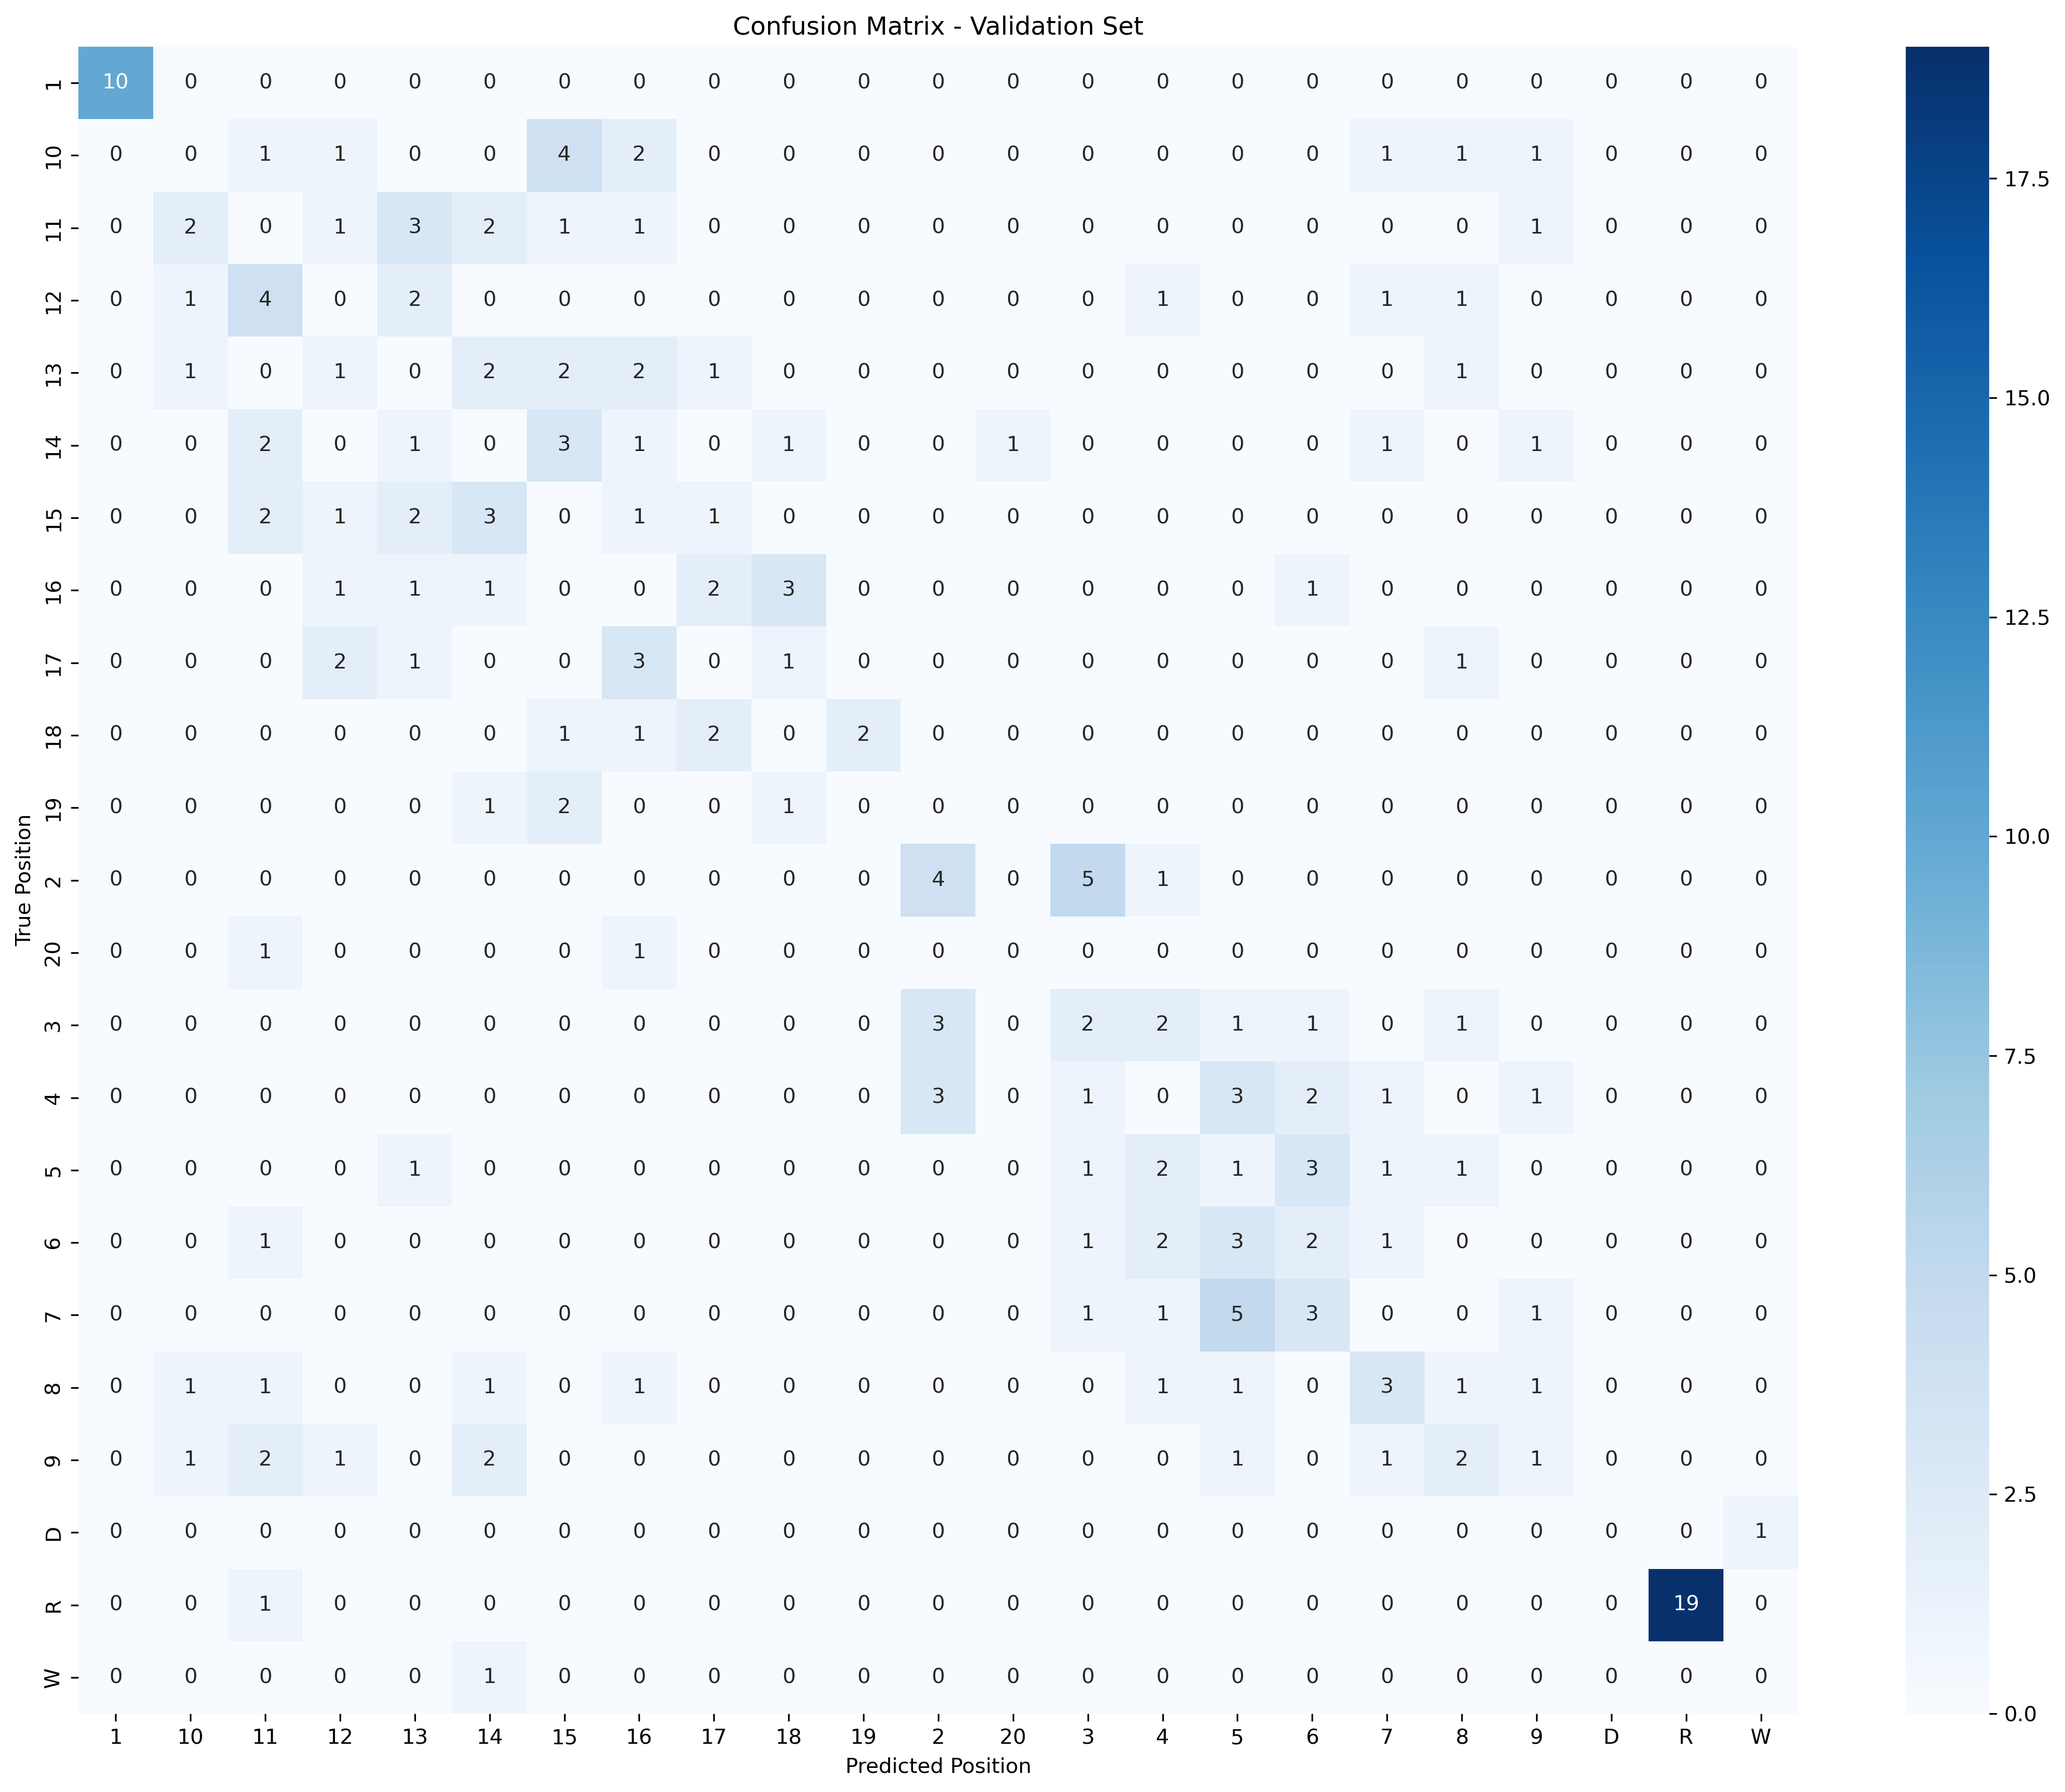 Confusion Matrix - Validation Set
1 10 0 0 0 0 0 0 0 0 0 0 0 0 0 0 0 0 0 0 0 0 0 0
10 0 0 1 1 0 0 4 2 0 0 0 0 0 0 0 0 0 1 1 1 0 0 0
11 0 2 0 1 3 2 1 1 0 0 0 0 0 0 0 0 0 0 0 1 0 0 0
12 0 1 4 0 2 0 0 0 0 0 0 0 0 0 1 0 0 1 1 0 0 0 0
13 0 1 0 1 0 2 2 2 1 0 0 0 0 0 0 0 0 0 1 0 0 0 0
14 0 0 2 0 1 0 3 1 0 1 0 0 1 0 0 0 0 1 0 1 0 0 0
15 0 0 2 1 2 3 0 1 1 0 0 0 0 0 0 0 0 0 0 0 0 0 0
16 0 0 0 1 1 1 0 0 2 3 0 0 0 0 0 0 1 0 0 0 0 0 0
17 0 0 0 2 1 0 0 3 0 1 0 0 0 0 0 0 0 0 1 0 0 0 0
18 0 0 0 0 0 0 1 1 2 0 2 0 0 0 0 0 0 0 0 0 0 0 0
19 0 0 0 0 0 1 2 0 0 1 0 0 0 0 0 0 0 0 0 0 0 0 0
2 0 0 0 0 0 0 0 0 0 0 0 4 0 5 1 0 0 0 0 0 0 0 0
20 0 0 1 0 0 0 0 1 0 0 0 0 0 0 0 0 0 0 0 0 0 0 0
3 0 0 0 0 0 0 0 0 0 0 0 3 0 2 2 1 1 0 1 0 0 0 0
4 0 0 0 0 0 0 0 0 0 0 0 3 0 1 0 3 2 1 0 1 0 0 0
5 0 0 0 0 1 0 0 0 0 0 0 0 0 1 2 1 3 1 1 0 0 0 0
6 0 0 1 0 0 0 0 0 0 0 0 0 0 1 2 3 2 1 0 0 0 0 0
7 0 0 0 0 0 0 0 0 0 0 0 0 0 1 1 5 3 0 0 1 0 0 0
8 0 1 1 0 0 1 0 1 0 0 0 0 0 0 1 1 0 3 1 1 0 0 0
9 0 1 2 1 0 2 0 0 0 0 0 0 0 0 0 1 0 1 2 1 0 0 0
D 0 0 0 0 0 0 0 0 0 0 0 0 0 0 0 0 0 0 0 0 0 0 1
R 0 0 1 0 0 0 0 0 0 0 0 0 0 0 0 0 0 0 0 0 0 19 0
W 0 0 0 0 0 1 0 0 0 0 0 0 0 0 0 0 0 0 0 0 0 0 0
1 10 11 12 13 14 15 16 17 18 19 2 20 3 4 5 6 7 8 9 D R W
Predicted Position
True Position
17.5
15.0
12.5
10.0
7.5
5.0
2.5
0.0